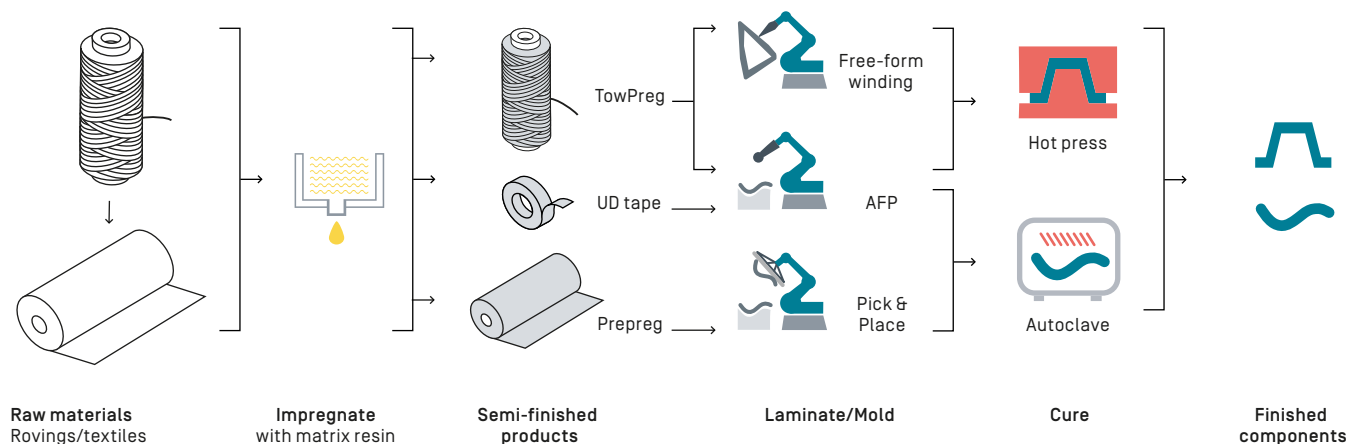 TowPreg
UD tape
Prepreg
Free-form
winding
AFP
Pick &
Place
Hot press
Autoclave
Raw materials
Rovings/textiles
Impregnate
with matrix resin
Semi-finished
products
Laminate/Mold
Cure
Finished
components